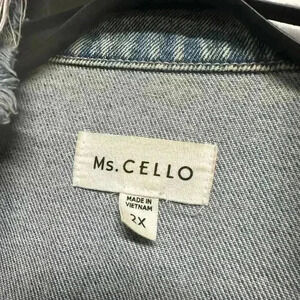 Ms. CELLO
MADE IN
VIETNAM
2X